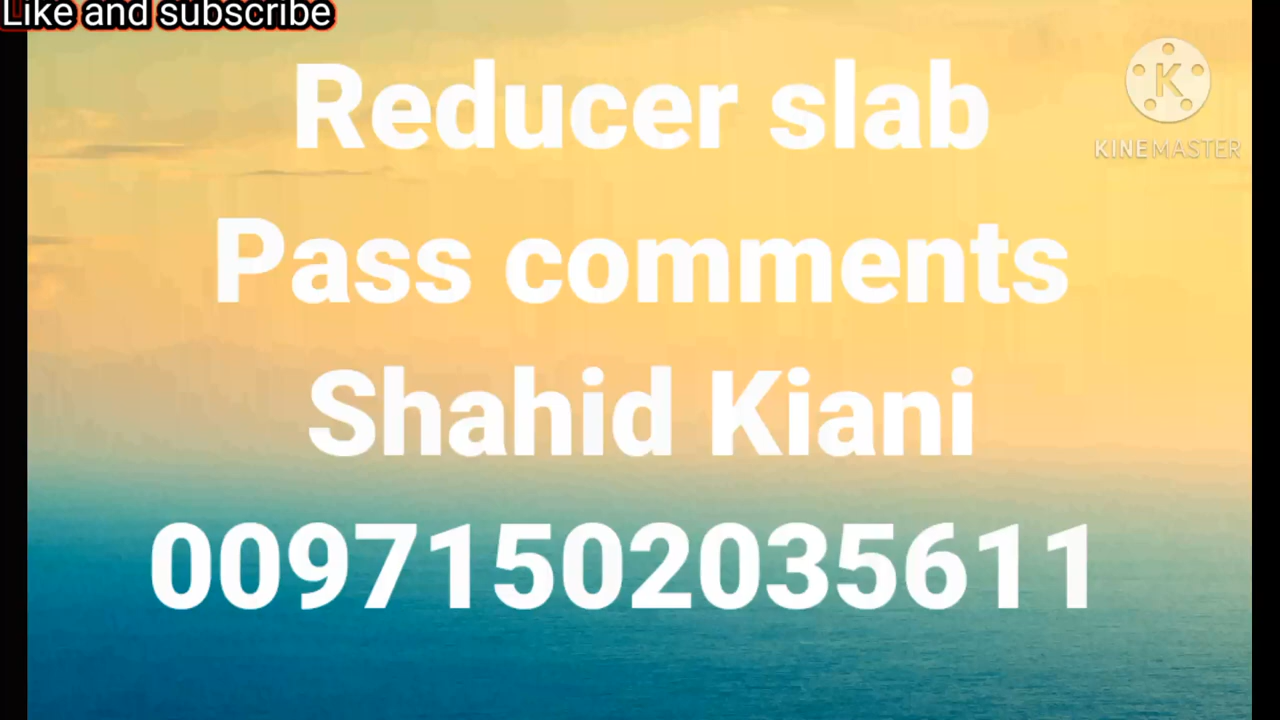 Like and subscribe
Reducer slab
K
KINEMASTER
Pass comments
Shahid Kiani
00971502035611